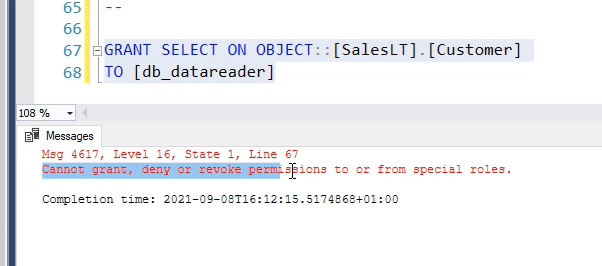 65 --
66
67 GRANT SELECT ON OBJECT::[SalesLT].[Customer]
68 TO [db_datareader]
108 %
Messages
Msg 4617, Level 16, State 1, Line 67
Cannot grant, deny or revoke permissions to or from special roles.
Completion time: 2021-09-08T16:12:15.5174868+01:00